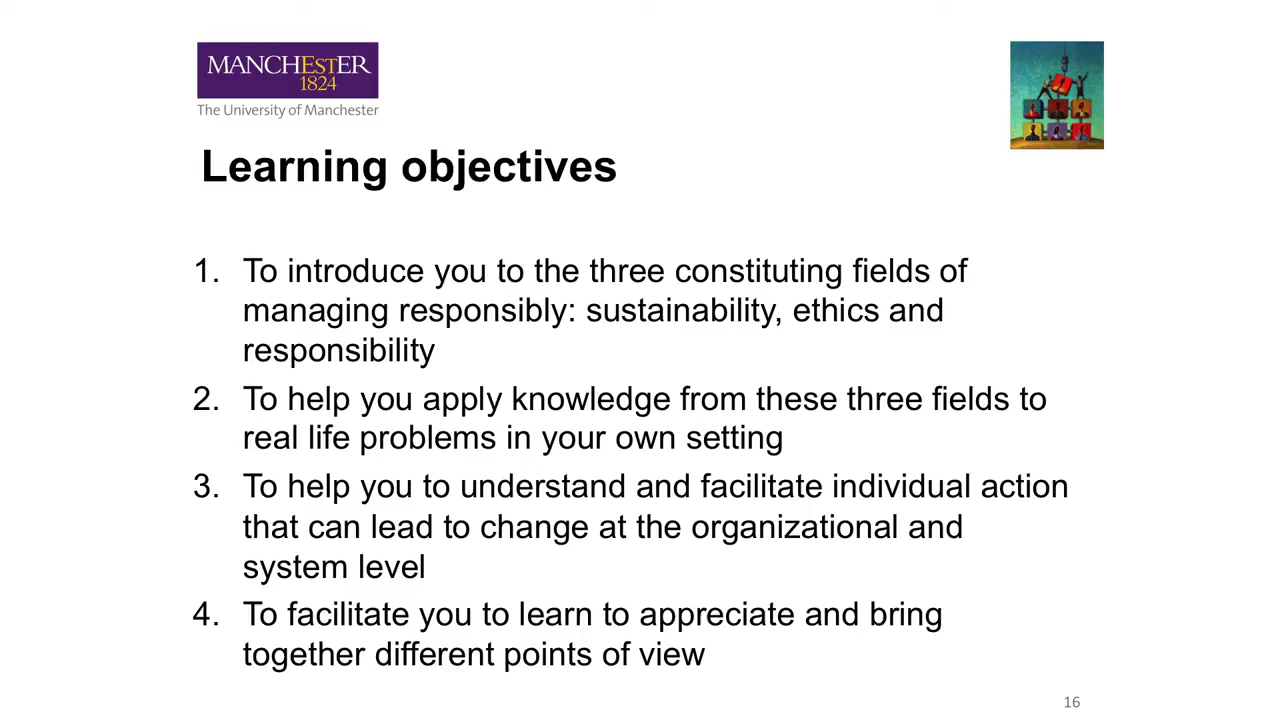 MANCHESTER
1824
The University of Manchester
Learning objectives
1. To introduce you to the three constituting fields of
managing responsibly: sustainability, ethics and
responsibility
2. To help you apply knowledge from these three fields to
real life problems in your own setting
3. To help you to understand and facilitate individual action
that can lead to change at the organizational and
system level
4. To facilitate you to learn to appreciate and bring
together different points of view
16